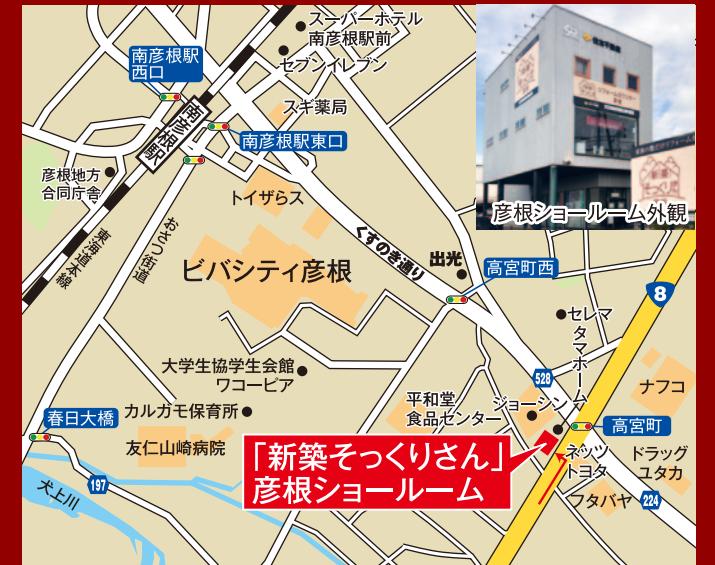 スーパーホテル
南彦根駅前
セブンイレブン
南彦根駅
西口
南彦根駅
スギ薬局
南彦根駅東口
彦根地方
合同庁舎
トイザらス
東海道本線
おさつ街道
くすのき通り
ビバシティ彦根
出光
高宮町西
彦根ショールーム外観
8
セレマ
タマホーム
528
大学生協学生会館
ワコーピア
カルガモ保育所
春日大橋
友仁山崎病院
平和堂
食品センター
ジョーシン
ナフコ
高宮町
「新築そっくりさん」
彦根ショールーム
ネッツ
トヨタ
ドラッグ
ユタカ
フタバヤ
224
197
犬上川